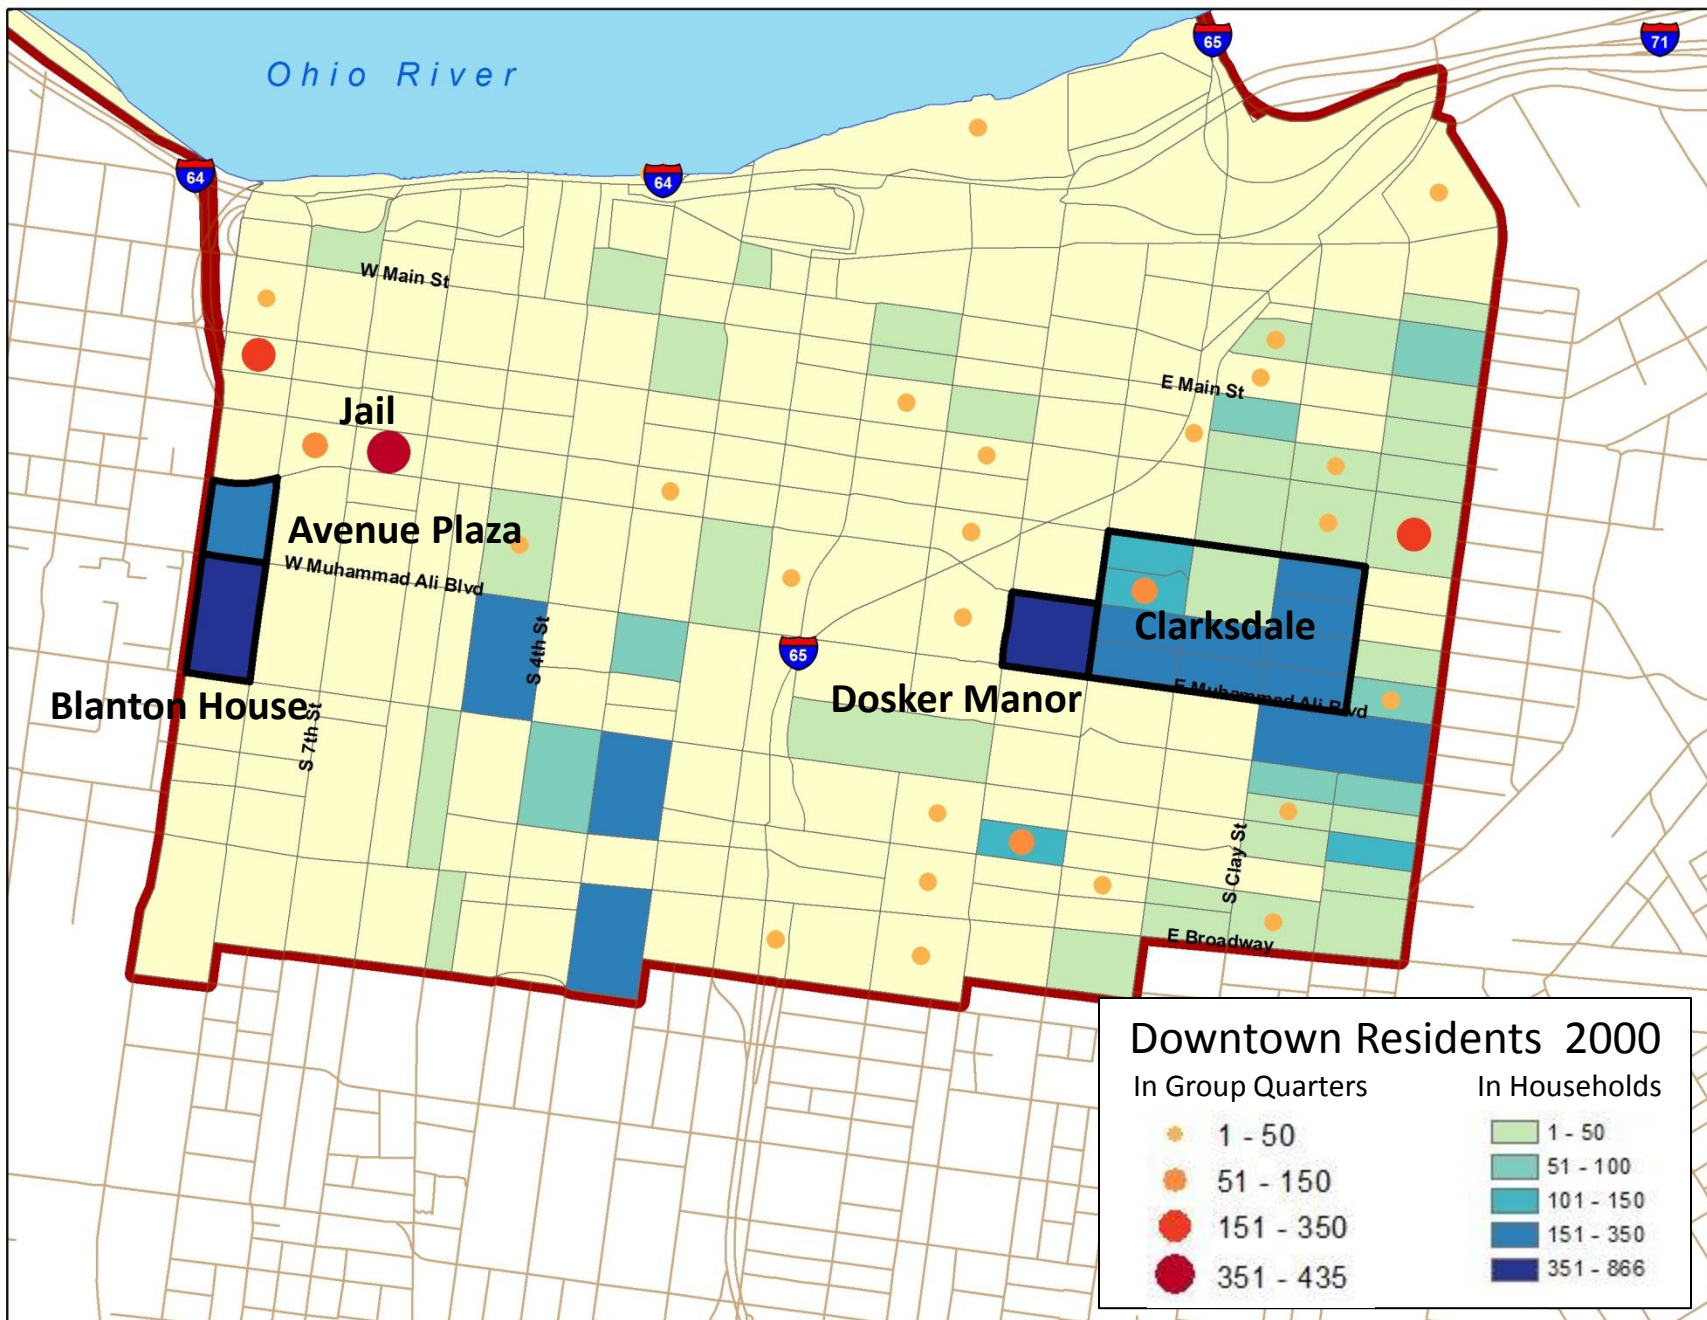 Ohio River
65
71
64
64
W Main St
E Main St
Jail
Avenue Plaza
W Muhammad Ali Blvd
S 4th St
65
Clarksdale
E Muhammad Ali Blvd
Dosker Manor
Blanton House
S 7th St
S Clay St
E Broadway
Downtown Residents 2000
In Group Quarters
1 - 50
51 - 150
151 - 350
351 - 435
In Households
1 - 50
51 - 100
101 - 150
151 - 350
351 - 866